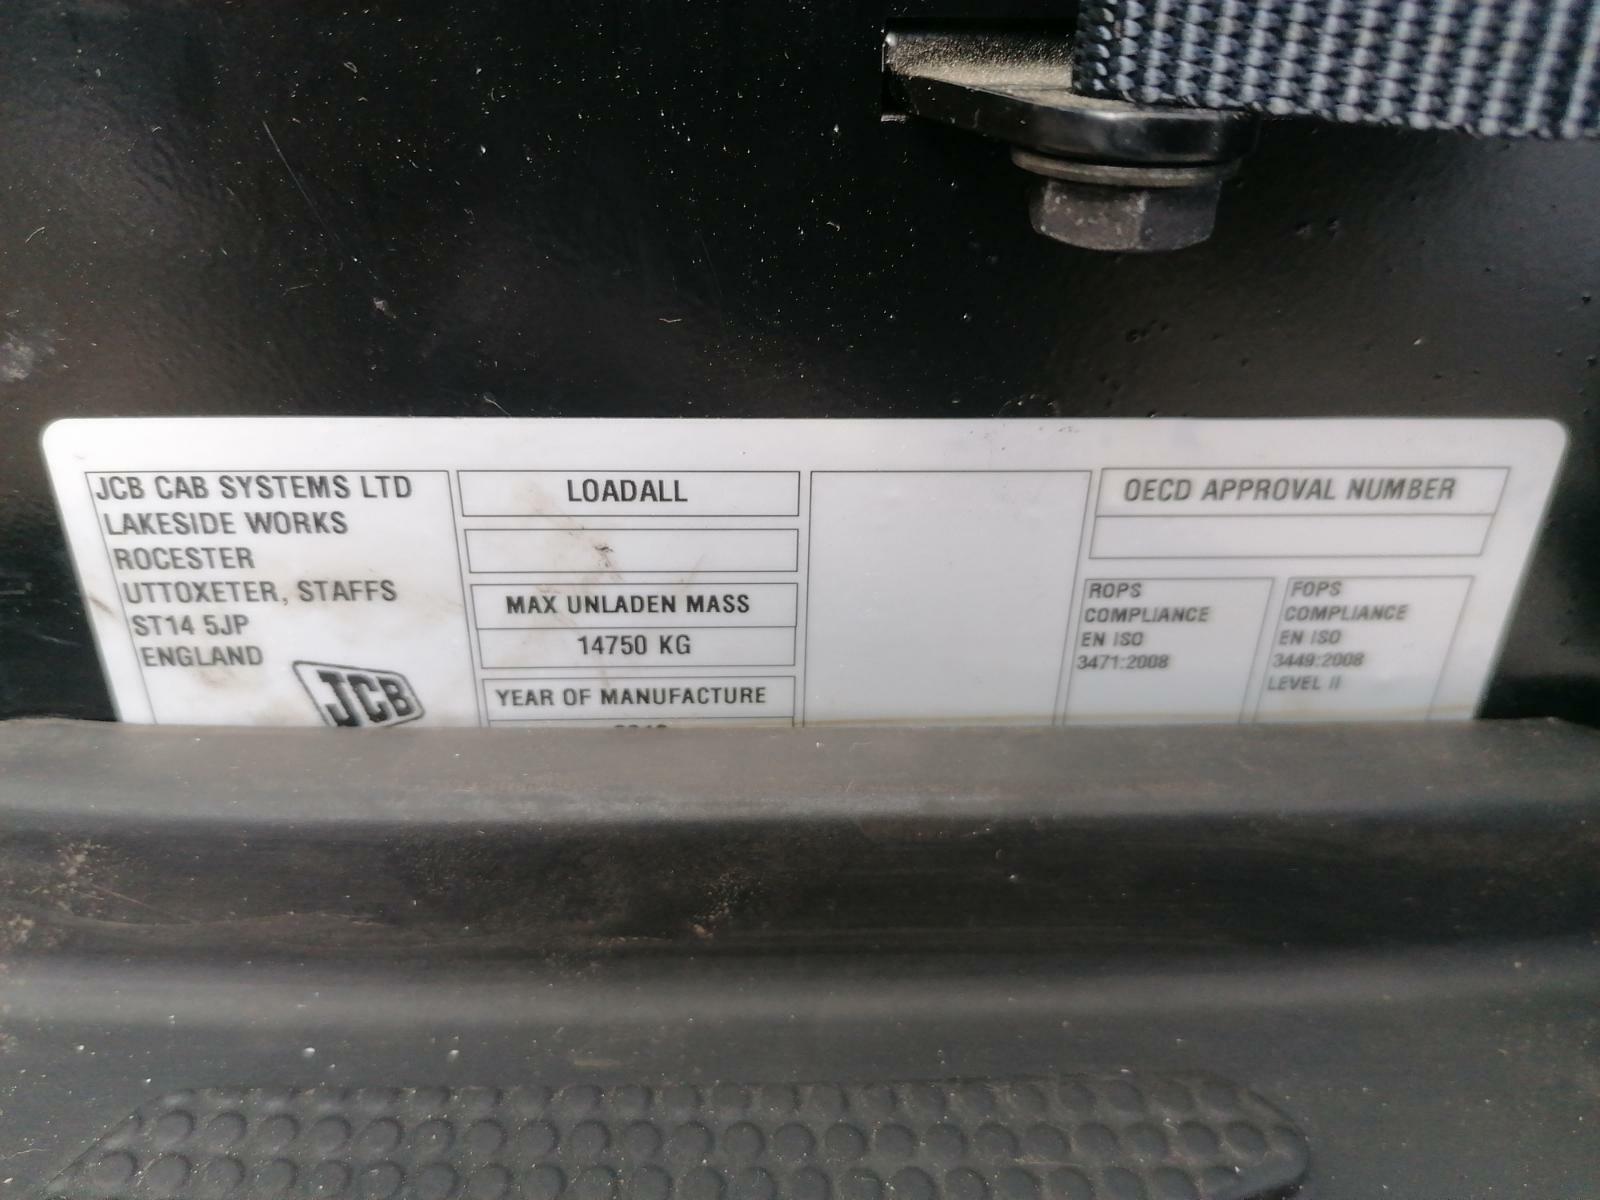 JCB CAB SYSTEMS LTD
LAKESIDE WORKS
ROCESTER
UTTOXETER, STAFFS
ST14 5JP
ENGLAND
JCB
LOADALL
MAX UNLADEN MASS
14750 KG
YEAR OF MANUFACTURE
OECD APPROVAL NUMBER
ROPS
COMPLIANCE
EN ISO
3471:2008
FOPS
COMPLIANCE
EN ISO
3449:2008
LEVEL II